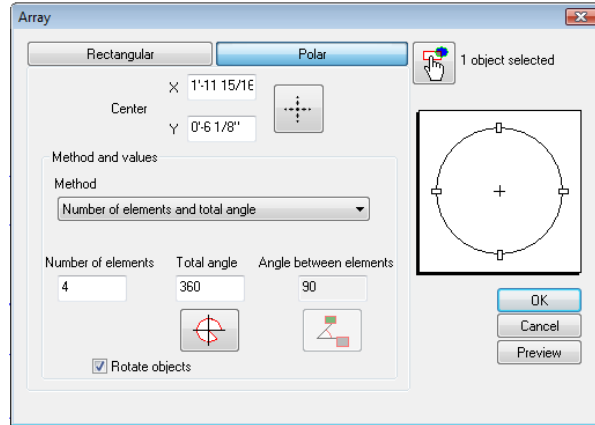 Array
Rectangular
Polar
1 object selected
X 1'-11 15/16
Center
Y 0'-6 1/8"
Method and values
Method
Number of elements and total angle
Number of elements Total angle Angle between elements
4 360 90
OK
Cancel
Preview
Rotate objects